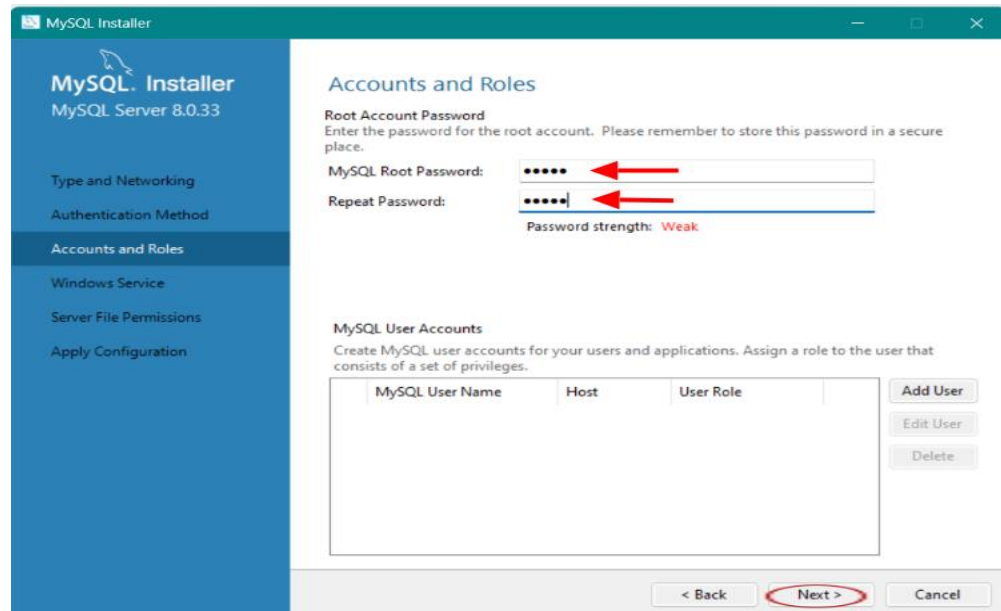 MySQL Installer
MySQL. Installer
MySQL Server 8.0.33
Type and Networking
Authentication Method
Accounts and Roles
Windows Service
Server File Permissions
Apply Configuration
Accounts and Roles
Root Account Password
Enter the password for the root account. Please remember to store this password in a secure
place.
MySQL Root Password: •••••
Repeat Password: •••••
Password strength: Weak
MySQL User Accounts
Create MySQL user accounts for your users and applications. Assign a role to the user that
consists of a set of privileges.
MySQL User Name Host User Role
Add User
Edit User
Delete
< Back Next > Cancel